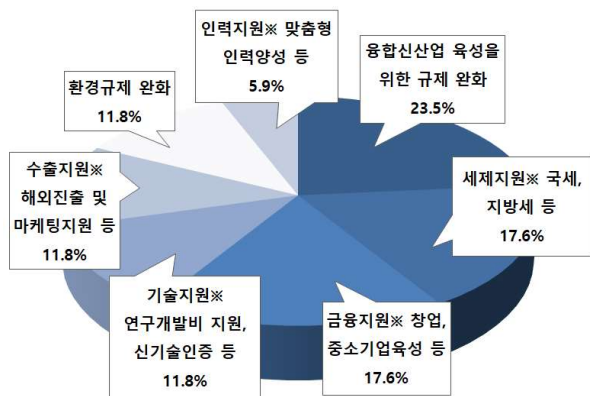 인력지원※ 맞춤형
인력양성 등
5.9%
융합신산업 육성을
위한 규제 완화
23.5%
환경규제 완화
11.8%
수출지원※
해외진출 및
마케팅지원 등
11.8%
세제지원※ 국세,
지방세 등
17.6%
기술지원※
연구개발비 지원,
신기술인증 등
11.8%
금융지원※ 창업,
중소기업육성 등
17.6%